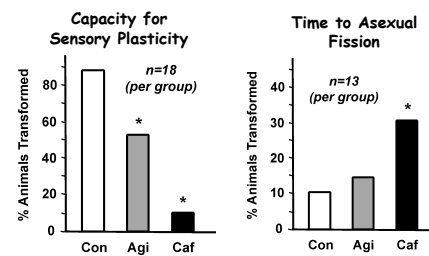 Capacity for
Sensory Plasticity
% Animals Transformed
80
60
40
20
0
n=18
(per group)
*
*
Con Agi Caf
Time to Asexual
Fission
% Animals Transformed
40
30
20
10
0
n=13
(per group)
*
Con Agi Caf